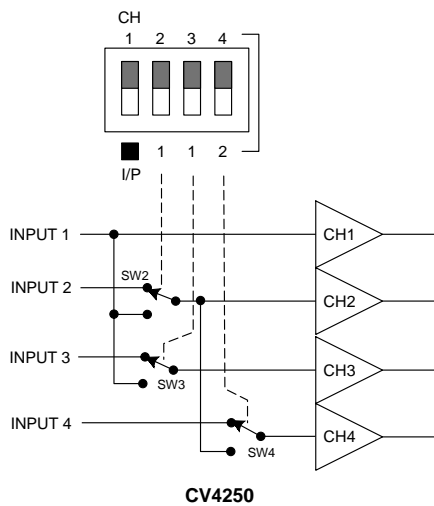 CH
1 2 3 4
1 1 2
I/P
INPUT 1
CH1
SW2
INPUT 2
CH2
INPUT 3
CH3
SW3
INPUT 4
CH4
SW4
CV4250